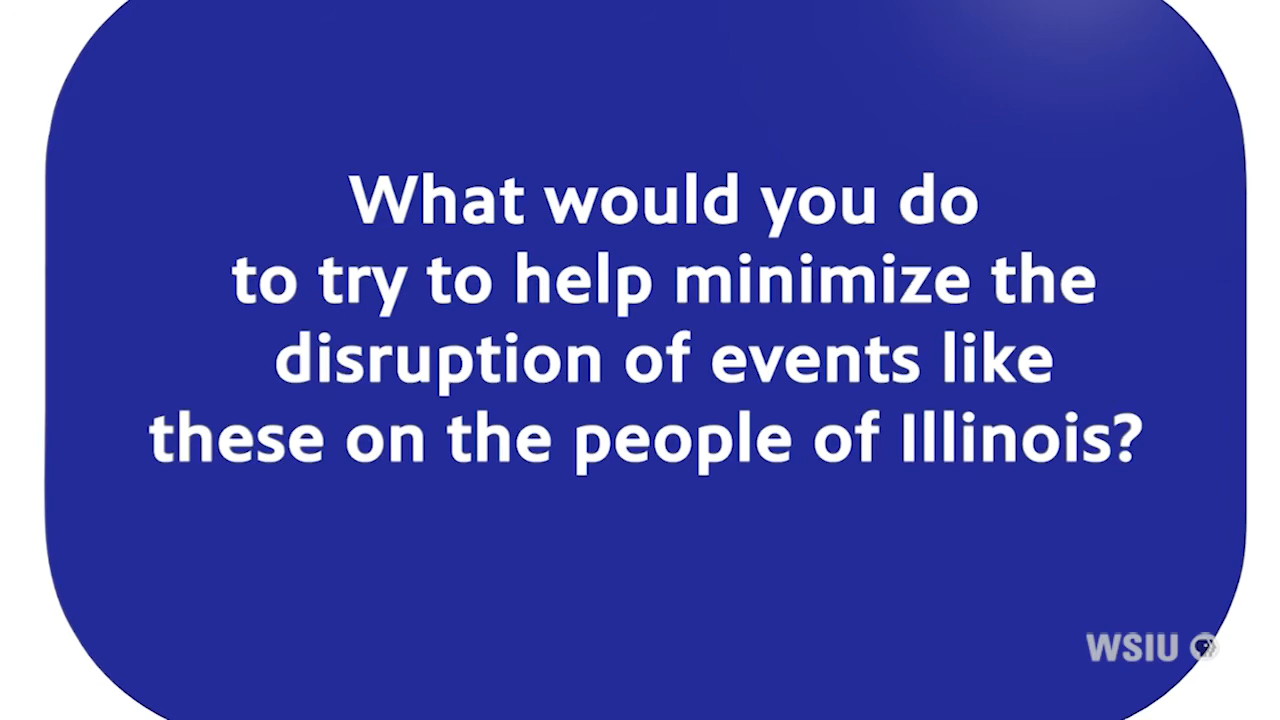 What would you do
to try to help minimize the
disruption of events like
these on the people of Illinois?
WSIU